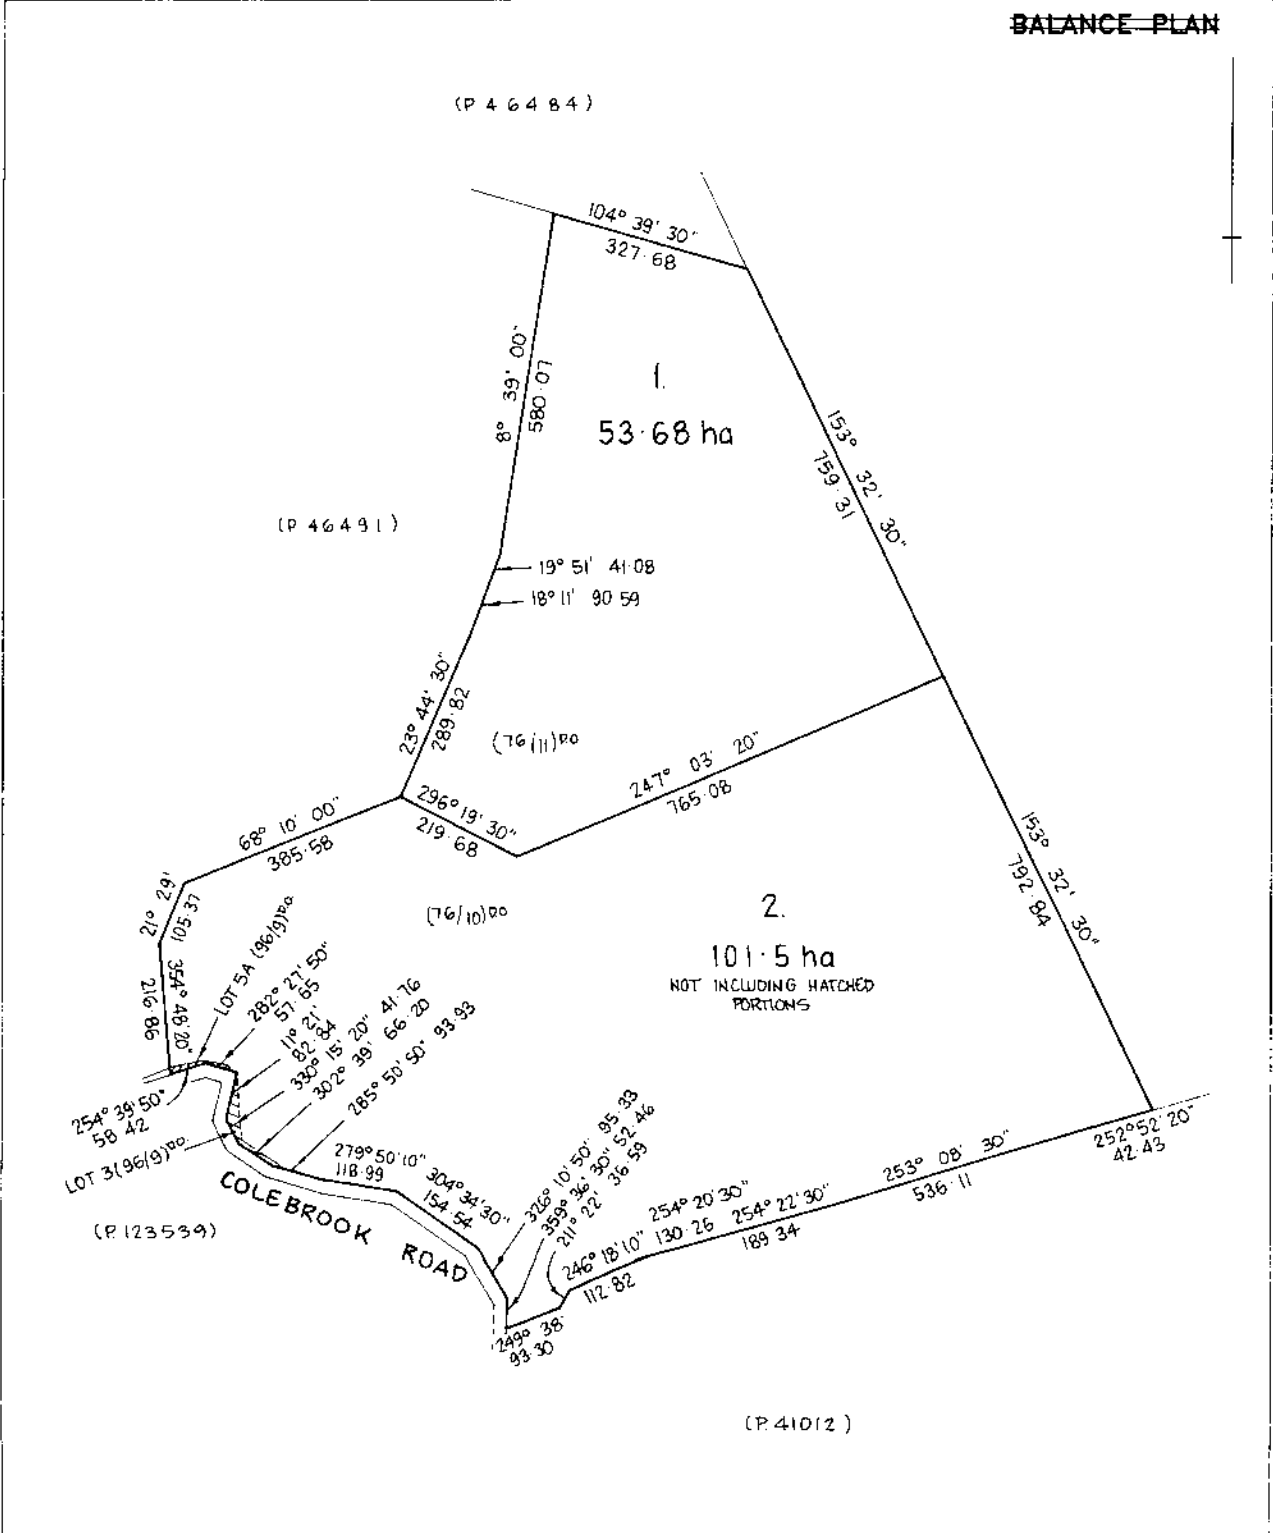 BALANCE PLAN
(P 46484)
104° 39' 30"
327·68
8° 39' 00"
580·07
1.
53·68 ha
153° 32' 30"
759·31
(P 46491)
19° 51' 41·08
18° 11' 90 59
23° 44' 30"
289·82
(76/11)DO
247° 03' 20"
765·08
296° 19' 30"
219·68
68° 10' 00"
385·58
21° 29'
105·37
(76/10)DO
2.
101·5 ha
NOT INCLUDING HATCHED
PORTIONS
153° 32' 30"
792·84
354° 48' 20"
216·86
LOT 5A (96/9)DO
282° 27' 50"
57·65
11° 21'
82·84
330° 15' 20" 41·76
302° 39' 66·20
285° 50' 50" 93·93
254° 39' 50"
58 42
LOT 3(96/9)DO
279° 50' 10"
118·99
304° 34' 30"
154·54
326° 10' 50" 95·33
359° 36' 30" 52·46
211° 22' 36·59
246° 18' 10"
112·82
254° 20' 30"
130·26
254° 22' 30"
189 34
253° 08' 30"
536·11
252° 52' 20"
42·43
COLEBROOK ROAD
(P.123539)
249° 38'
93·30
(P.41012)